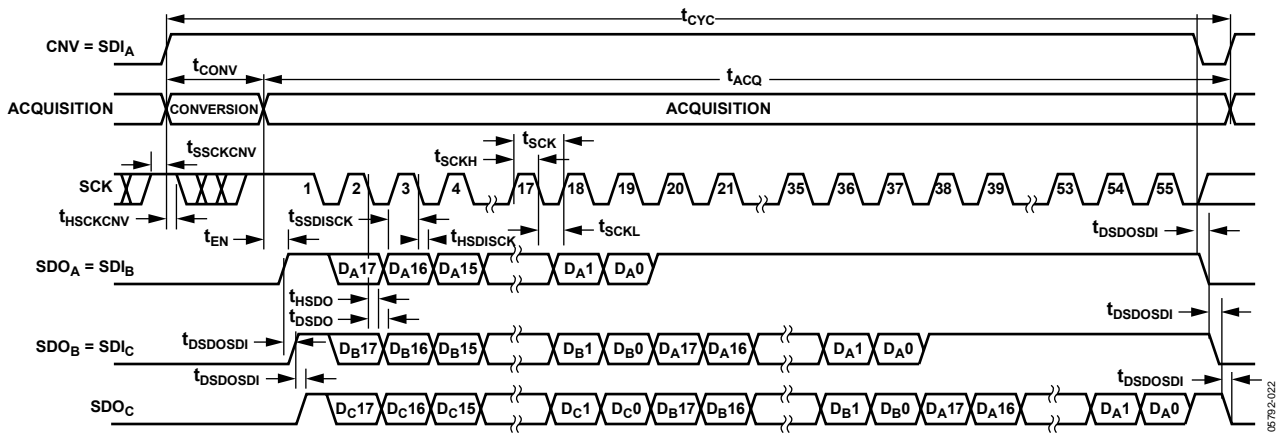 tCYC
CNV = SDIA
tCONV
tACQ
ACQUISITION
CONVERSION
ACQUISITION
tSSCKCNV
tSCK
tSCKH
SCK
1 2 3 4 17 18 19 20 21 35 36 37 38 39 53 54 55
tHSCKCNV
tSSDISCK
tHSDISCK
tSCKL
tEN
tDSDOSDI
SDOA = SDIB
DA17 DA16 DA15 DA1 DA0
tHSDO
tDSDO
tDSDOSDI
tDSDOSDI
SDOB = SDIC
DB17 DB16 DB15 DB1 DB0 DA17 DA16 DA1 DA0
tDSDOSDI
tDSDOSDI
SDOC
DC17 DC16 DC15 DC1 DC0 DB17 DB16 DB1 DB0 DA17 DA16 DA1 DA0
05792-022